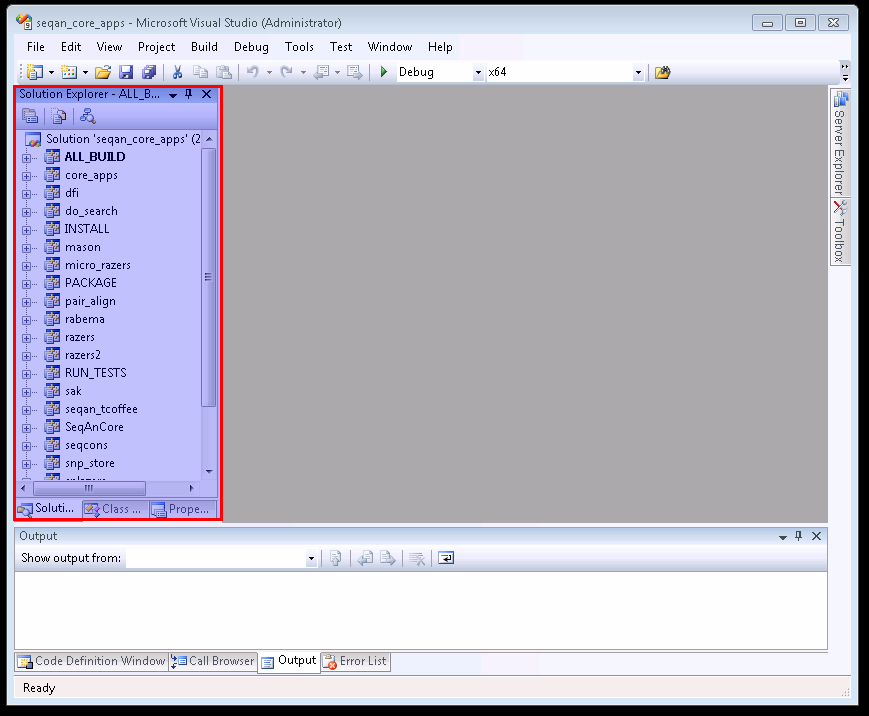 seqan_core_apps - Microsoft Visual Studio (Administrator)
File Edit View Project Build Debug Tools Test Window Help
Debug x64
Solution Explorer - ALL_B...
Solution 'seqan_core_apps' (2
ALL_BUILD
core_apps
dfi
do_search
INSTALL
mason
micro_razers
PACKAGE
pair_align
rabema
razers
razers2
RUN_TESTS
sak
seqan_tcoffee
SeqAnCore
seqcons
snp_store
Soluti... Class ... Prope...
Server Explorer
Toolbox
Output
Show output from:
Code Definition Window Call Browser Output Error List
Ready